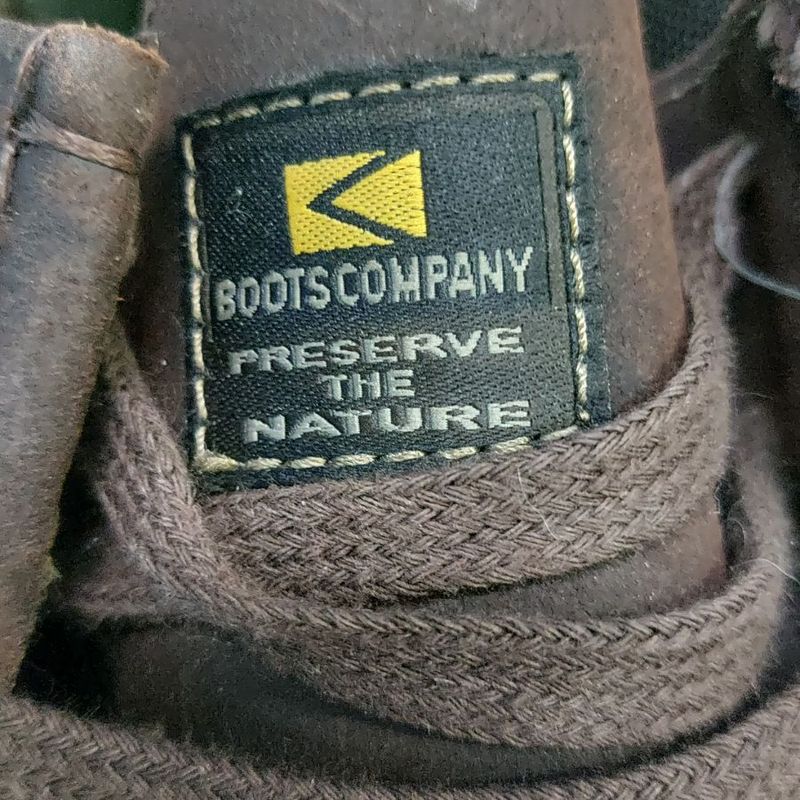 BOOTSCOMPANY
PRESERVE
THE
NATURE